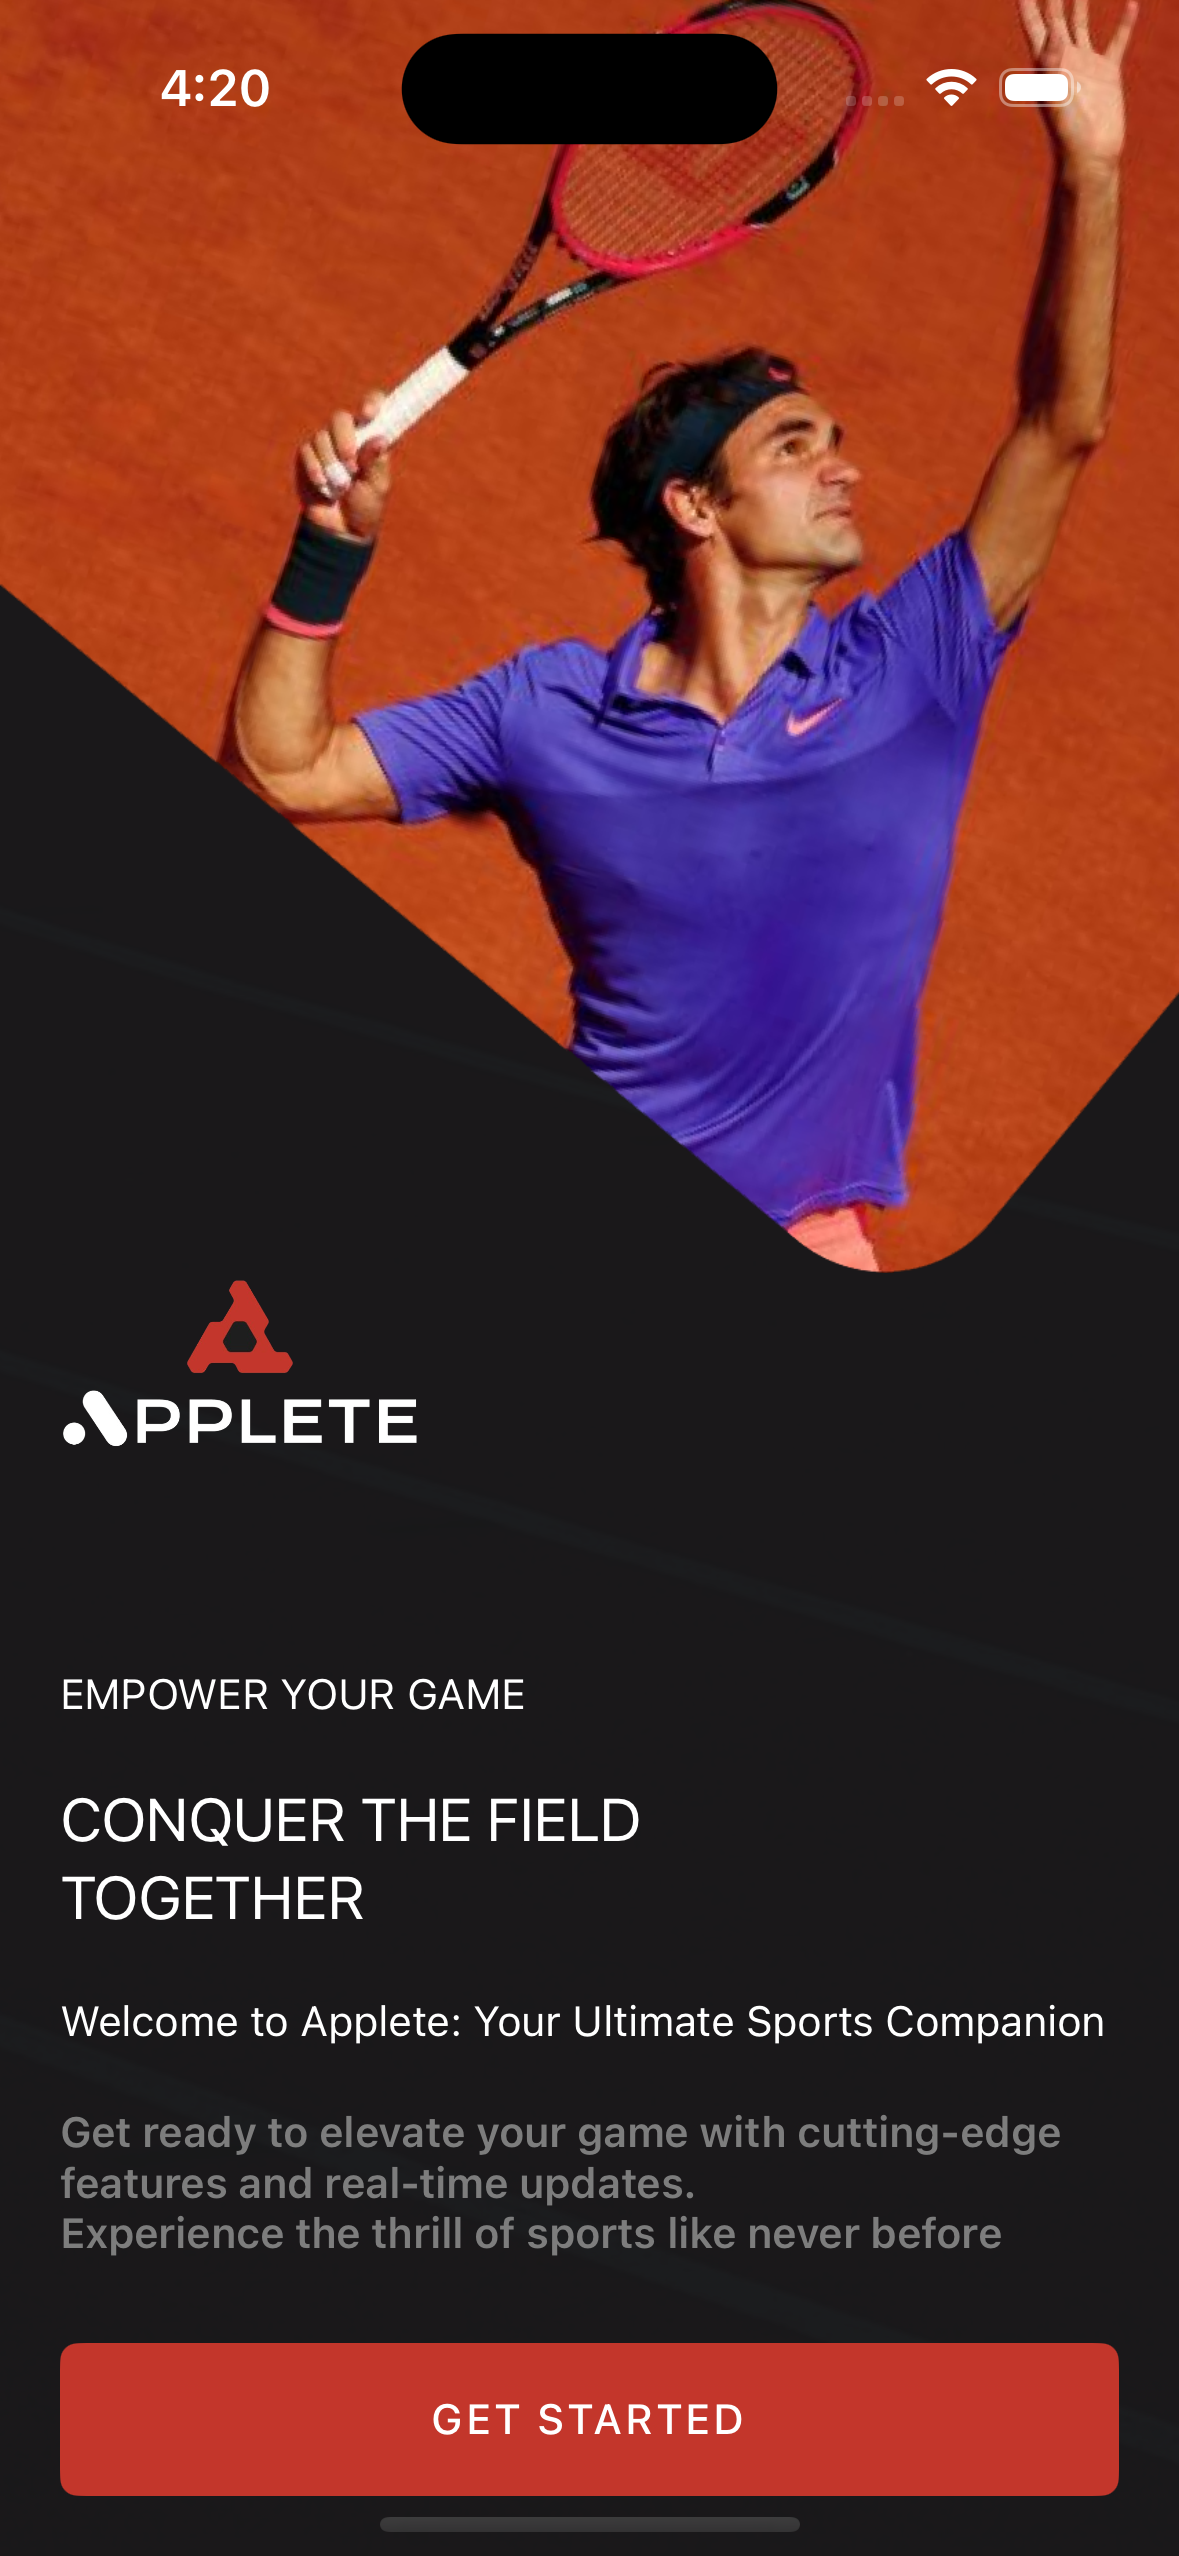 4:20
APPLETE
EMPOWER YOUR GAME
CONQUER THE FIELD
TOGETHER
Welcome to Applete: Your Ultimate Sports Companion
Get ready to elevate your game with cutting-edge
features and real-time updates.
Experience the thrill of sports like never before
GET STARTED